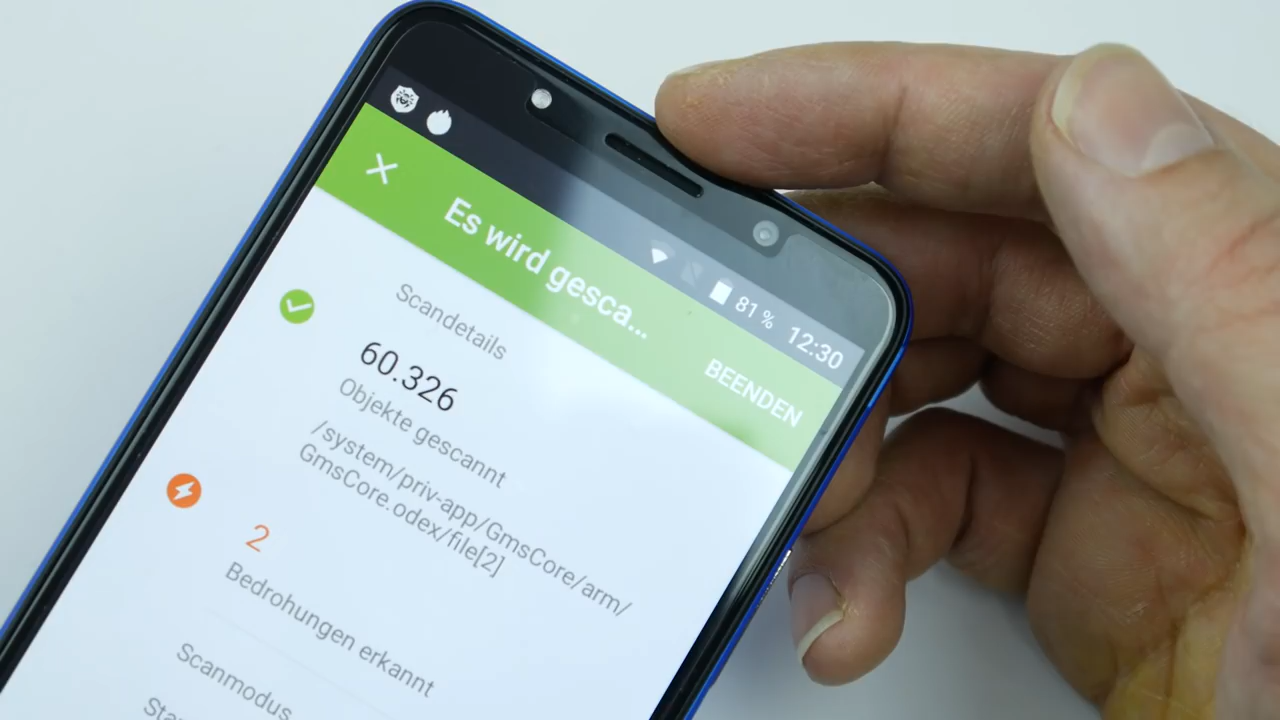 81 % 12:30
Es wird gesca...
BEENDEN
Scandetails
60.326
Objekte gescannt
/system/priv-app/GmsCore/arm/
GmsCore.odex/file[2]
2
Bedrohungen erkannt
Scanmodus